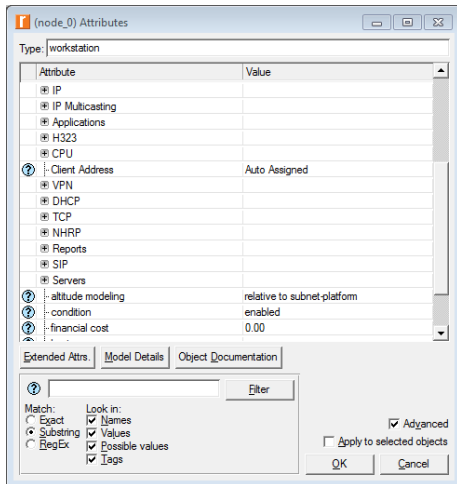 (node_0) Attributes
Type: workstation
Attribute Value
IP
IP Multicasting
Applications
H323
CPU
Client Address Auto Assigned
VPN
DHCP
TCP
NHRP
Reports
SIP
Servers
altitude modeling relative to subnet-platform
condition enabled
financial cost 0.00
Extended Attrs. Model Details Object Documentation
Filter
Match: Look in:
Exact Names
Substring Values
RegEx Possible values
Tags
Advanced
Apply to selected objects
OK Cancel